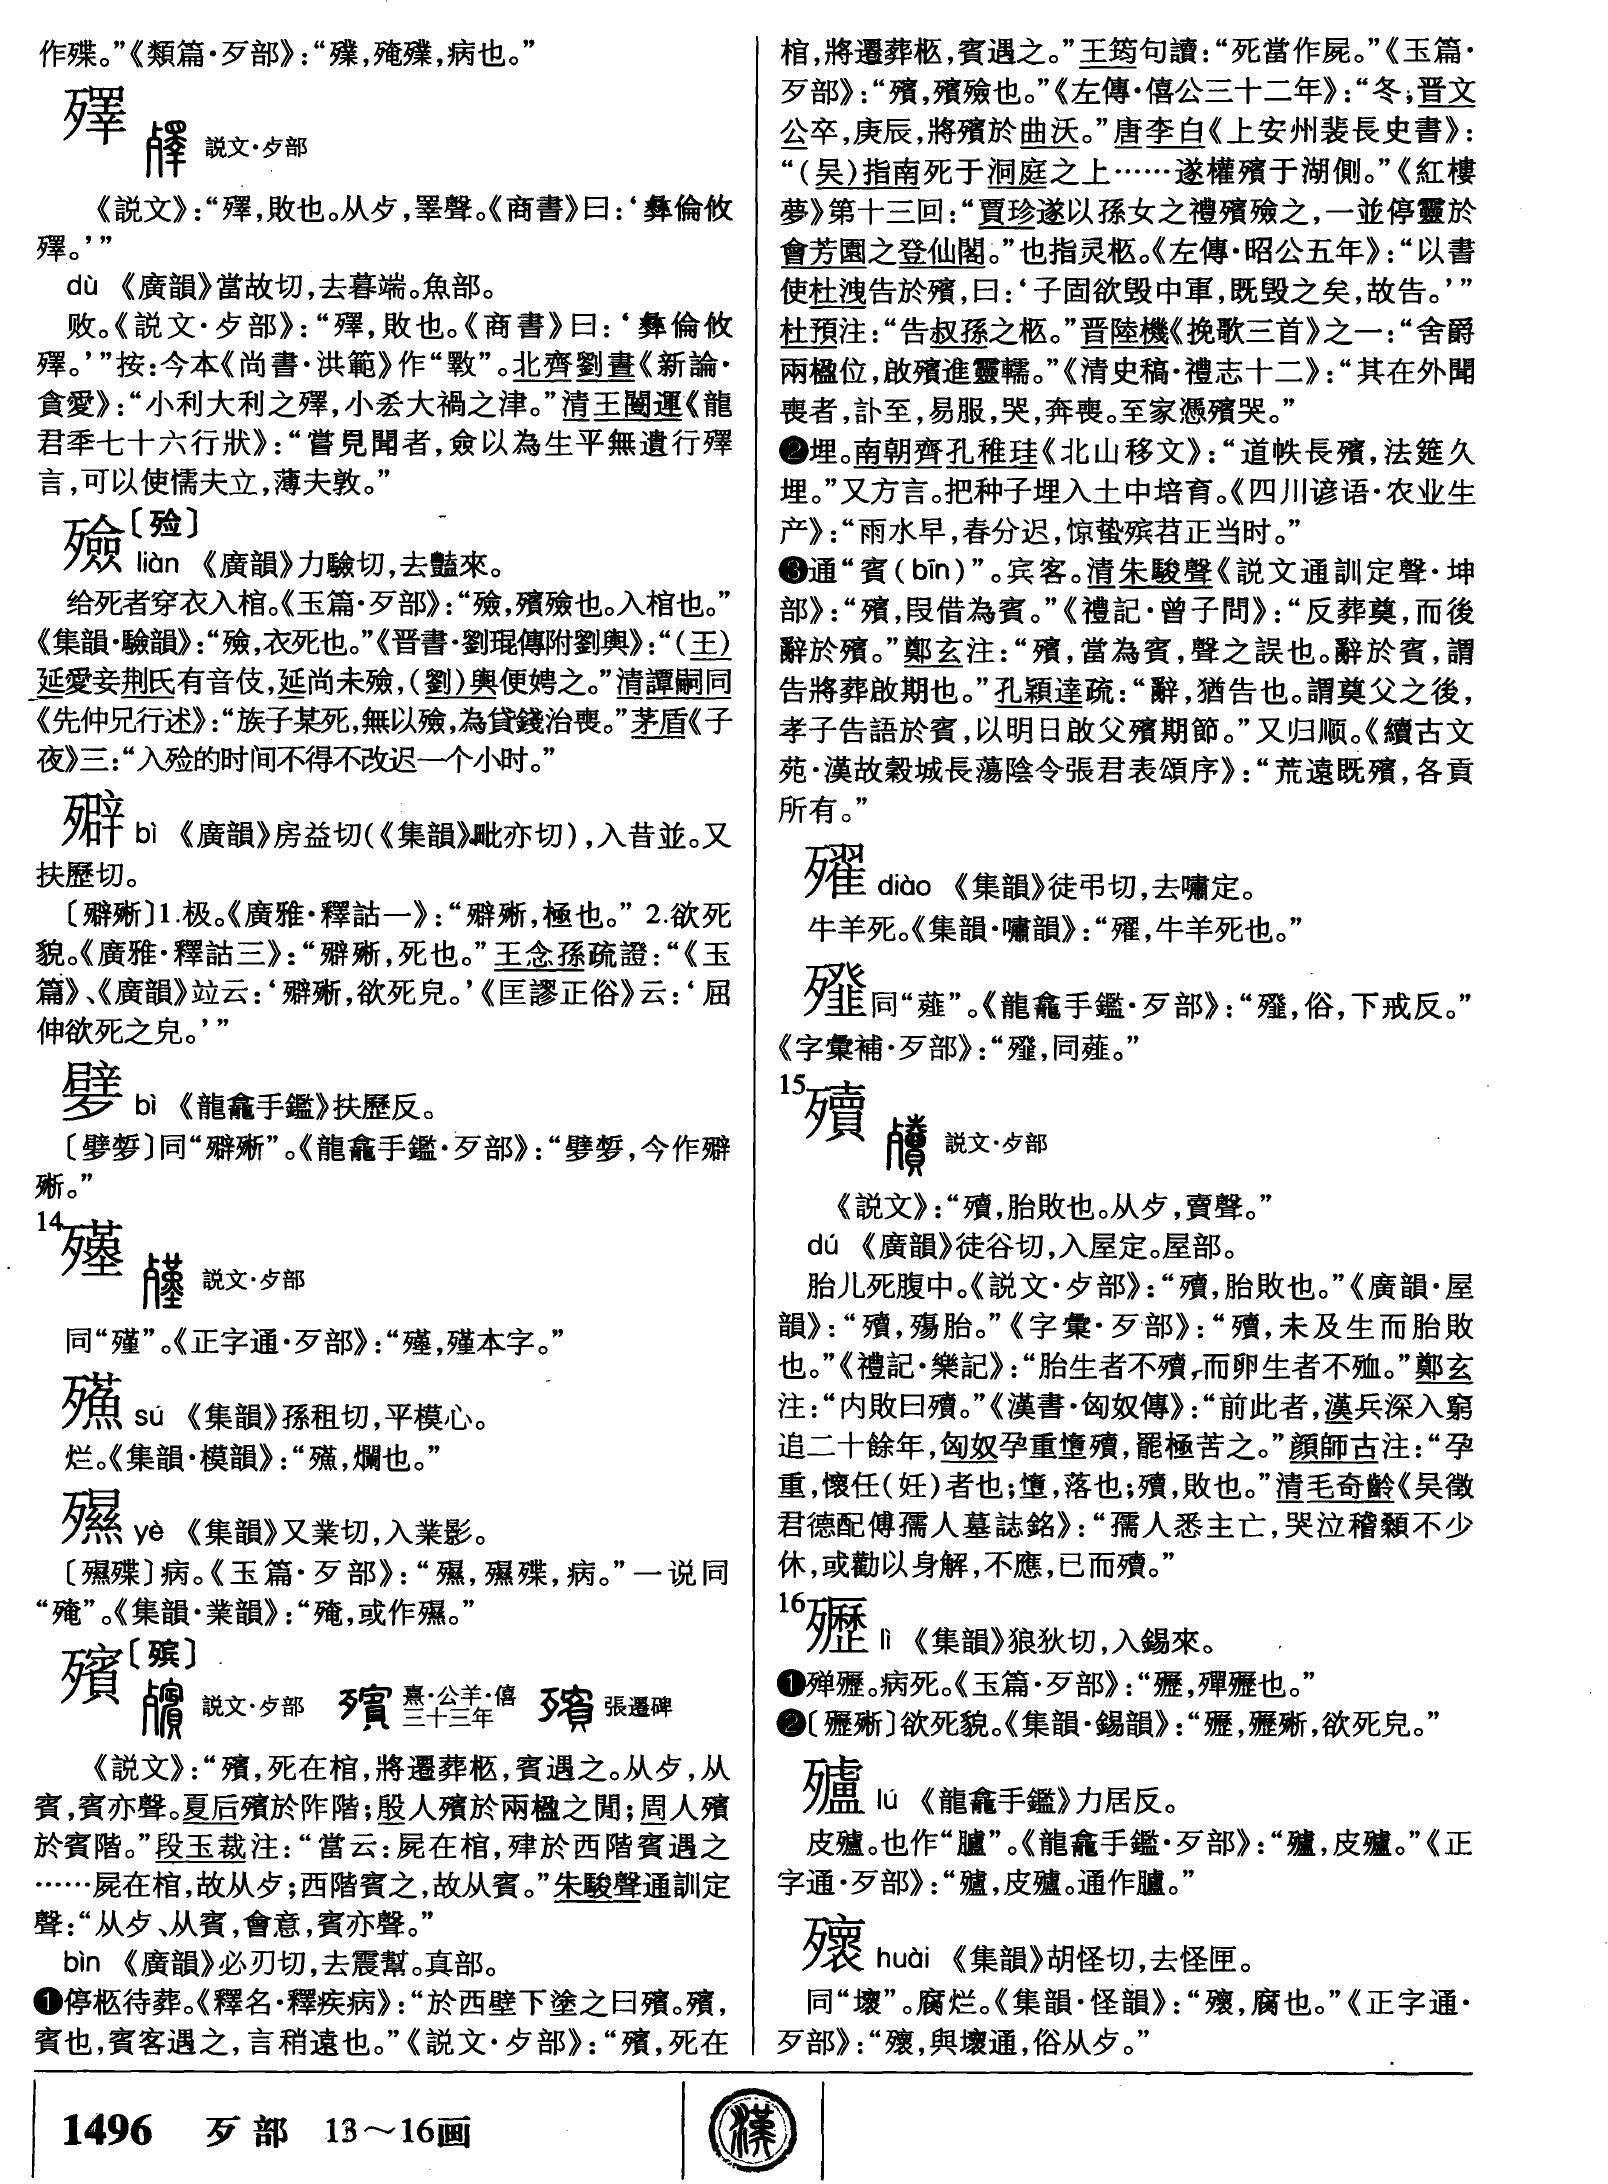 作殜。”《類篇·歹部》：“殜，殗殜，病也。”
殬 説文·歺部
《説文》：“殬，敗也。从歺，睪聲。《商書》曰：‘彝倫攸
殬。’”
dù 《廣韻》當故切，去暮端。魚部。
败。《説文·歺部》：“殬，敗也。《商書》曰：‘彝倫攸
殬。’”按：今本《尚書·洪範》作“斁”。北齊劉晝《新論·
貪愛》：“小利大利之殬，小忞大禍之津。”清王闓運《龍
君季七十六行狀》：“嘗見聞者，僉以為生平無遺行殬
言，可以使懦夫立，薄夫敦。”
殮〔殓〕
liàn 《廣韻》力驗切，去豔來。
给死者穿衣入棺。《玉篇·歹部》：“殮，殯殮也。入棺也。”
《集韻·驗韻》：“殮，衣死也。”《晋書·劉琨傳附劉輿》：“（王）
延愛妾荆氏有音伎，延尚未殮，（劉）輿便娉之。”清譚嗣同
《先仲兄行述》：“族子某死，無以殮，為貸錢治喪。”茅盾《子
夜》三：“入殓的时间不得不改迟一个小时。”
bì 《廣韻》房益切（《集韻》毗亦切），入昔並。又
扶歷切。
1.极。《廣雅·釋詁一》：“極也。”2.欲死
貌。《廣雅·釋詁三》：“死也。”王念孫疏證：“《玉
篇》、《廣韻》竝云：‘欲死皃。’《匡謬正俗》云：‘屈
伸欲死之皃。’”
bì 《龍龕手鑑》扶歷反。
同“”。《龍龕手鑑·歹部》：“今作
。”
14
説文·歺部
同“殣”。《正字通·歹部》：“殣本字。”
sú 《集韻》孫租切，平模心。
烂。《集韻·模韻》：“爛也。”
yè 《集韻》又業切，入業影。
病。《玉篇·歹部》：“殜，病。”一说同
“殗”。《集韻·業韻》：“殗，或作。”
殯〔殡〕
説文·歺部 熹·公羊·僖三十三年 張遷碑
《説文》：“殯，死在棺，將遷葬柩，賓遇之。从歺，从
賓，賓亦聲。夏后殯於阼階；殷人殯於兩楹之閒；周人殯
於賓階。”段玉裁注：“當云：屍在棺，肂於西階賓遇之
……屍在棺，故从歺；西階賓之，故从賓。”朱駿聲通訓定
聲：“从歺、从賓，會意，賓亦聲。”
bìn 《廣韻》必刃切，去震幫。真部。
❶停柩待葬。《釋名·釋疾病》：“於西壁下塗之曰殯。殯，
賓也，賓客遇之，言稍遠也。”《説文·歺部》：“殯，死在
棺，將遷葬柩，賓遇之。”王筠句讀：“死當作屍。”《玉篇·
歹部》：“殯，殯殮也。”《左傳·僖公三十二年》：“冬，晋文
公卒，庚辰，將殯於曲沃。”唐李白《上安州裴長史書》：
“（吴）指南死于洞庭之上……遂權殯于湖側。”《紅樓
夢》第十三回：“賈珍遂以孫女之禮殯殮之，一並停靈於
會芳園之登仙閣。”也指灵柩。《左傳·昭公五年》：“以書
使杜洩告於殯，曰：‘子固欲毁中軍，既毁之矣，故告。’”
杜預注：“告叔孫之柩。”晋陸機《挽歌三首》之一：“舍爵
兩楹位，啟殯進靈轜。”《清史稿·禮志十二》：“其在外聞
喪者，訃至，易服，哭，奔喪。至家憑殯哭。”
❷埋。南朝齊孔稚珪《北山移文》：“道帙長殯，法筵久
埋。”又方言。把种子埋入土中培育。《四川谚语·农业生
产》：“雨水早，春分迟，惊蛰殡苕正当时。”
❸通“賓（bīn）”。宾客。清朱駿聲《説文通訓定聲·坤
部》：“殯，叚借為賓。”《禮記·曾子問》：“反葬奠，而後
辭於殯。”鄭玄注：“殯，當為賓，聲之誤也。辭於賓，謂
告將葬啟期也。”孔穎達疏：“辭，猶告也。謂奠父之後，
孝子告語於賓，以明日啟父殯期節。”又归顺。《續古文
苑·漢故穀城長蕩陰令張君表頌序》：“荒遠既殯，各貢
所有。”
diào 《集韻》徒弔切，去嘯定。
牛羊死。《集韻·嘯韻》：“牛羊死也。”
同“薤”。《龍龕手鑑·歹部》：“俗，下戒反。”
《字彙補·歹部》：“同薤。”
15
殰 説文·歺部
《説文》：“殰，胎敗也。从歺，賣聲。”
dú 《廣韻》徒谷切，入屋定。屋部。
胎儿死腹中。《説文·歺部》：“殰，胎敗也。”《廣韻·屋
韻》：“殰，殤胎。”《字彙·歹部》：“殰，未及生而胎敗
也。”《禮記·樂記》：“胎生者不殰，而卵生者不殈。”鄭玄
注：“内敗曰殰。”《漢書·匈奴傳》：“前此者，漢兵深入窮
追二十餘年，匈奴孕重墯殰，罷極苦之。”顔師古注：“孕
重，懷任（妊）者也；墯，落也；殰，敗也。”清毛奇齡《吴徵
君德配傅孺人墓誌銘》：“孺人悉主亡，哭泣稽顙不少
休，或勸以身解，不應，已而殰。”
16
lì 《集韻》狼狄切，入錫來。
❶病死。《玉篇·歹部》：“殫也。”
❷欲死貌。《集韻·錫韻》：“欲死皃。”
lú 《龍龕手鑑》力居反。
皮。也作“臚”。《龍龕手鑑·歹部》：“皮。”《正
字通·歹部》：“皮。通作臚。”
huài 《集韻》胡怪切，去怪匣。
同“壞”。腐烂。《集韻·怪韻》：“腐也。”《正字通·
歹部》：“與壞通，俗从歺。”
1496 歹部 13～16画
漢